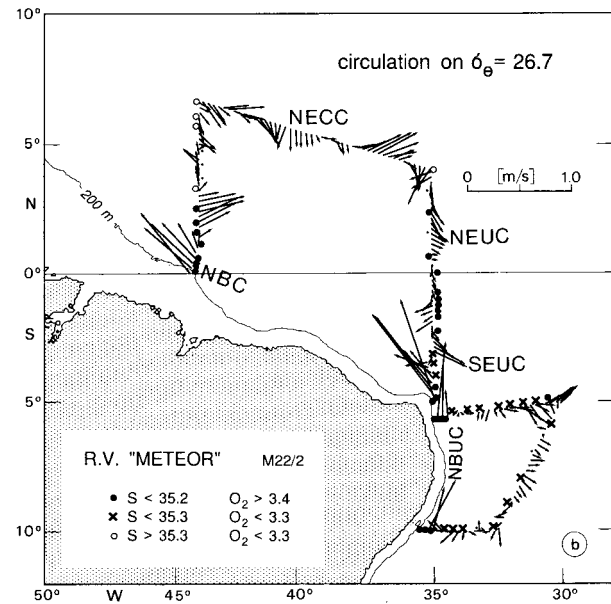 10°
circulation on σ_θ = 26.7
NECC
5°
0 [m/s] 1.0
200 m
N
NEUC
NBC
0°
S
SEUC
5°
NBUC
R.V. "METEOR" M22/2
● S < 35.2 O₂ > 3.4
× S < 35.3 O₂ < 3.3
○ S > 35.3 O₂ < 3.3
10°
b
50° W 45° 40° 35° 30°